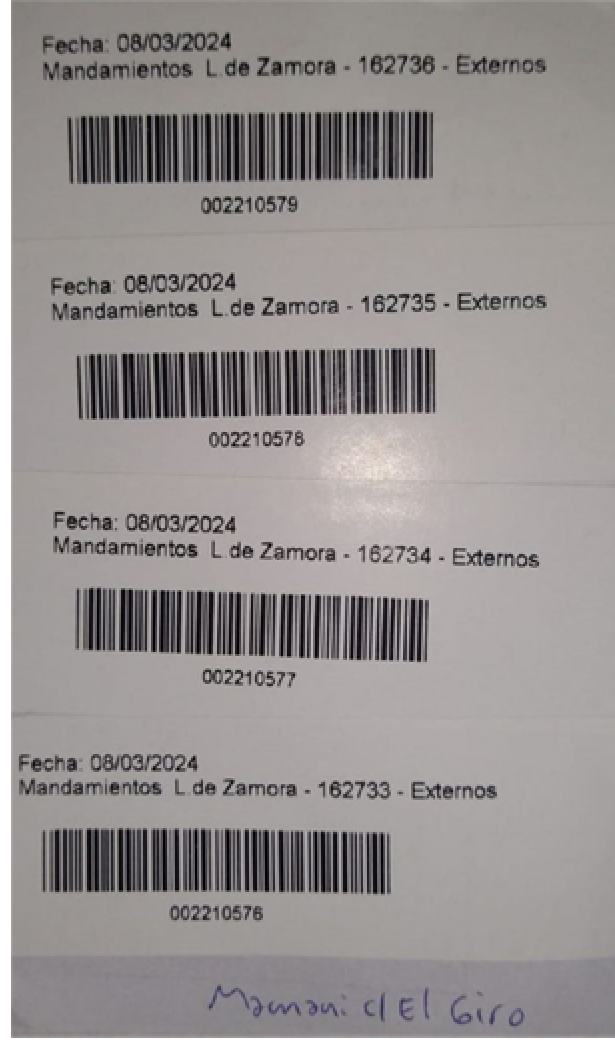 Fecha: 08/03/2024
Mandamientos L.de Zamora - 162736 - Externos
002210579
Fecha: 08/03/2024
Mandamientos L.de Zamora - 162735 - Externos
002210578
Fecha: 08/03/2024
Mandamientos L.de Zamora - 162734 - Externos
002210577
Fecha: 08/03/2024
Mandamientos L.de Zamora - 162733 - Externos
002210576
Mamani c/ El Giro